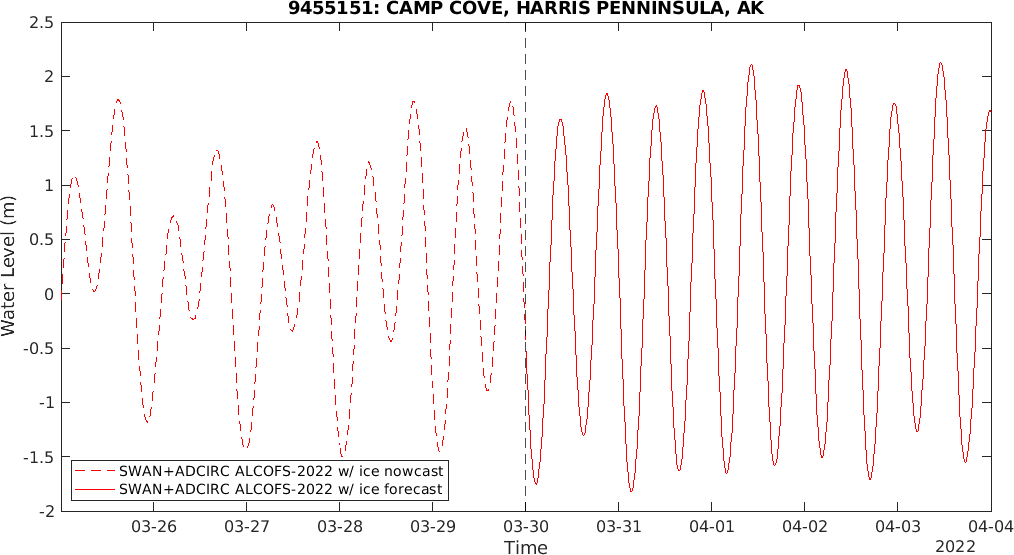 9455151: CAMP COVE, HARRIS PENNINSULA, AK
Water Level (m)
2.5
2
1.5
1
0.5
0
-0.5
-1
-1.5
-2
SWAN+ADCIRC ALCOFS-2022 w/ ice nowcast
SWAN+ADCIRC ALCOFS-2022 w/ ice forecast
03-26 03-27 03-28 03-29 03-30 03-31 04-01 04-02 04-03 04-04
Time
2022